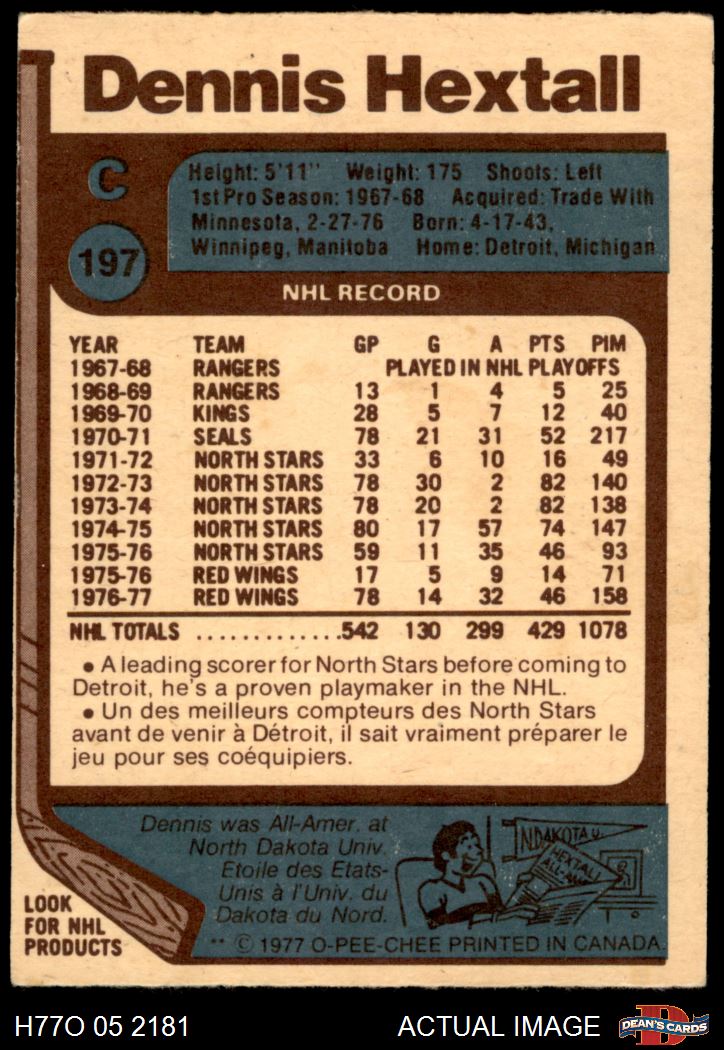 Dennis Hextall
C
Height: 5'11" Weight: 175 Shoots: Left
1st Pro Season: 1967-68 Acquired: Trade With
Minnesota, 2-27-76 Born: 4-17-43,
Winnipeg, Manitoba Home: Detroit, Michigan
197
NHL RECORD
YEAR TEAM GP G A PTS PIM
1967-68 RANGERS PLAYED IN NHL PLAYOFFS
1968-69 RANGERS 13 1 4 5 25
1969-70 KINGS 28 5 7 12 40
1970-71 SEALS 78 21 31 52 217
1971-72 NORTH STARS 33 6 10 16 49
1972-73 NORTH STARS 78 30 2 82 140
1973-74 NORTH STARS 78 20 2 82 138
1974-75 NORTH STARS 80 17 57 74 147
1975-76 NORTH STARS 59 11 35 46 93
1975-76 RED WINGS 17 5 9 14 71
1976-77 RED WINGS 78 14 32 46 158
NHL TOTALS .............542 130 299 429 1078
• A leading scorer for North Stars before coming to
Detroit, he's a proven playmaker in the NHL.
• Un des meilleurs compteurs des North Stars
avant de venir à Détroit, il sait vraiment préparer le
jeu pour ses coéquipiers.
Dennis was All-Amer. at
North Dakota Univ.
Etoile des Etats-
Unis à l'Univ. du
Dakota du Nord.
N.DAKOTA U.
HEXTALL
ALL-AM
LOOK
FOR NHL
PRODUCTS
** © 1977 O-PEE-CHEE PRINTED IN CANADA.
H77O 05 2181 ACTUAL IMAGE
D
DEAN'S CARDS